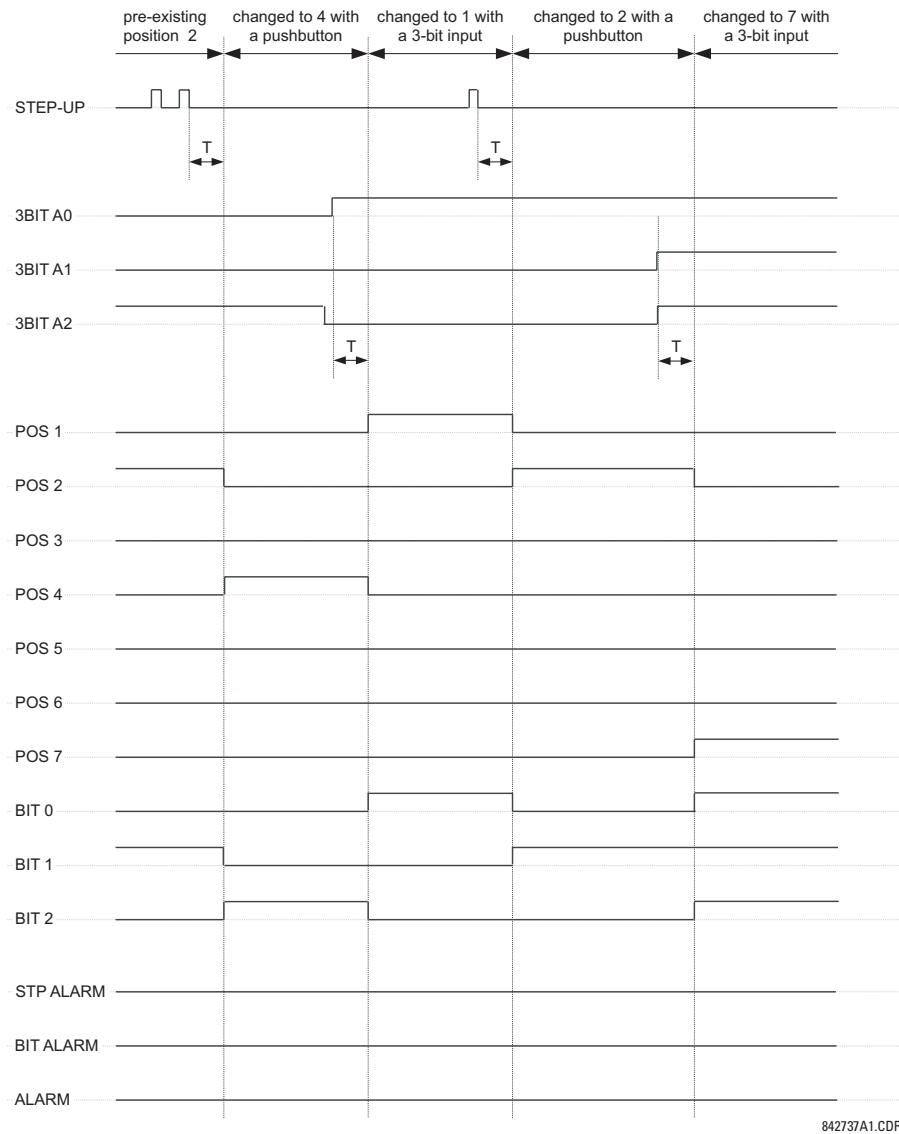 pre-existing
position 2
changed to 4 with
a pushbutton
changed to 1 with
a 3-bit input
changed to 2 with a
pushbutton
changed to 7 with
a 3-bit input
STEP-UP
T
T
3BIT A0
3BIT A1
3BIT A2
T
T
POS 1
POS 2
POS 3
POS 4
POS 5
POS 6
POS 7
BIT 0
BIT 1
BIT 2
STP ALARM
BIT ALARM
ALARM
842737A1.CDR